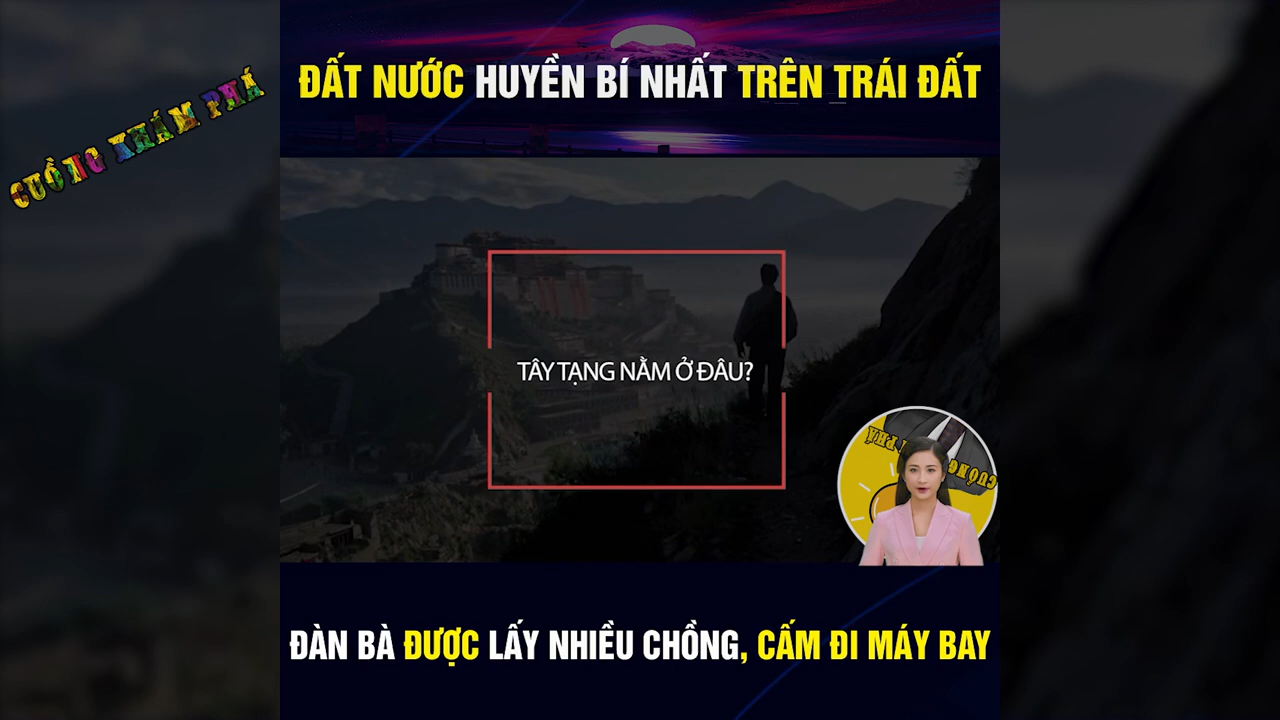 ĐẤT NƯỚC HUYỀN BÍ NHẤT TRÊN TRÁI ĐẤT
CUỒNG KHÁM PHÁ
TÂY TẠNG NẰM Ở ĐÂU?
ĐÀN BÀ ĐƯỢC LẤY NHIỀU CHỒNG, CẤM ĐI MÁY BAY